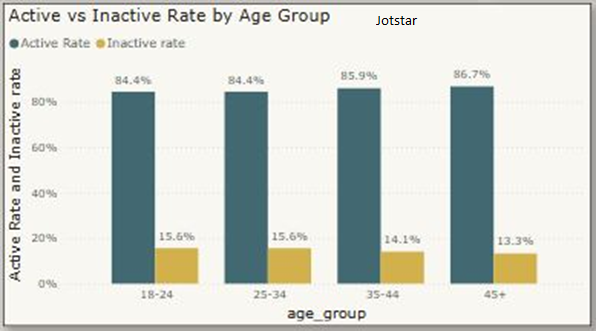 Active vs Inactive Rate by Age Group
Jotstar
Active Rate Inactive rate
Active Rate and Inactive rate
80%
60%
40%
20%
0%
84.4% 84.4% 85.9% 86.7%
15.6% 15.6% 14.1% 13.3%
18-24 25-34 35-44 45+
age_group